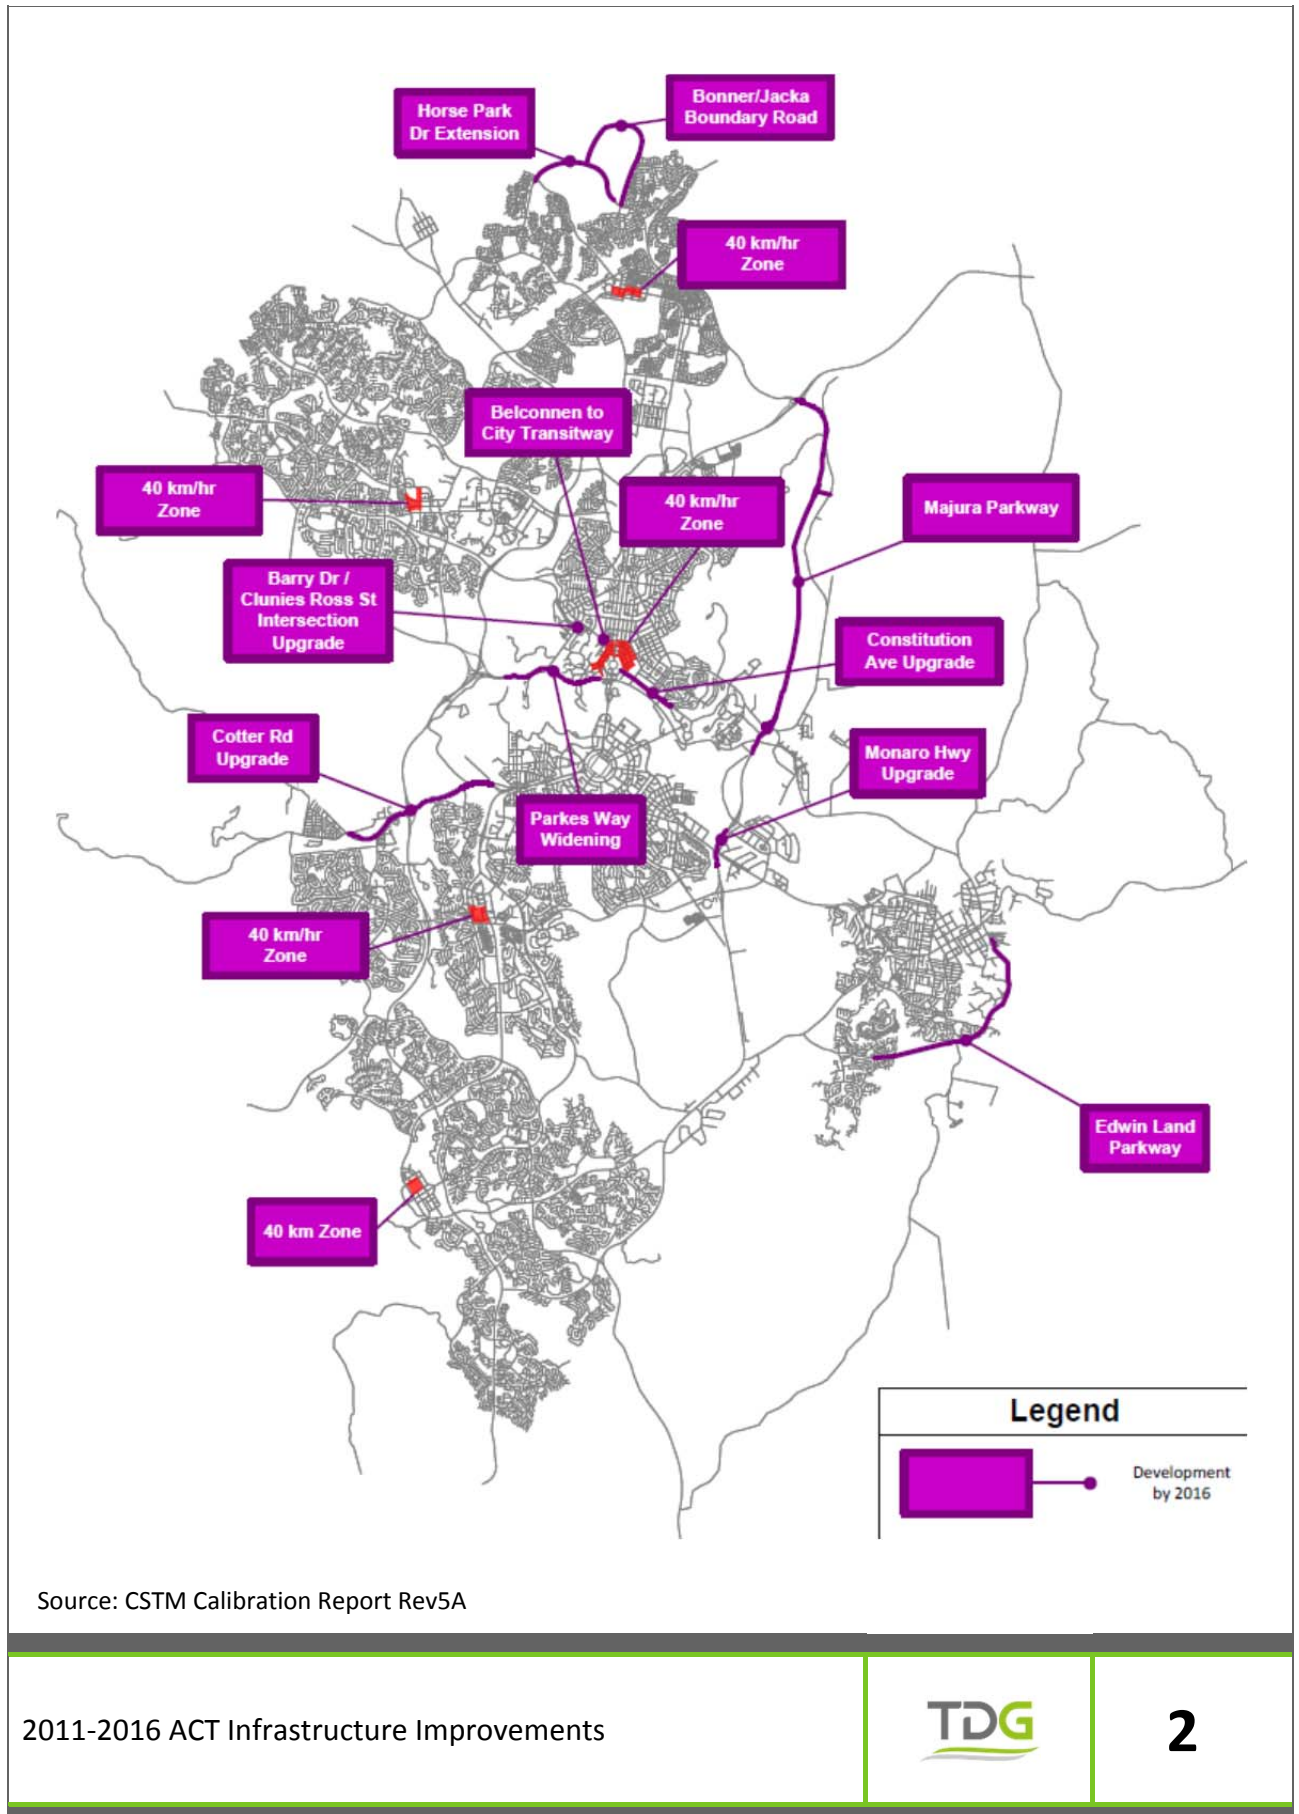 Horse Park
Dr Extension
Bonner/Jacka
Boundary Road
40 km/hr
Zone
Belconnen to
City Transitway
40 km/hr
Zone
40 km/hr
Zone
Majura Parkway
Barry Dr /
Clunies Ross St
Intersection
Upgrade
Constitution
Ave Upgrade
Cotter Rd
Upgrade
Monaro Hwy
Upgrade
Parkes Way
Widening
40 km/hr
Zone
Edwin Land
Parkway
40 km Zone
Legend
Development
by 2016
Source: CSTM Calibration Report Rev5A
2011-2016 ACT Infrastructure Improvements
TDG
2